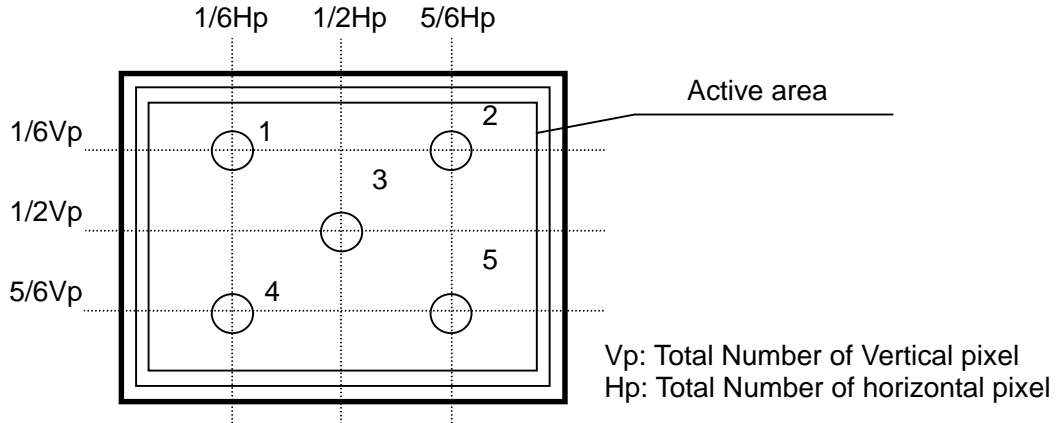 1/6Hp 1/2Hp 5/6Hp
Active area
1/6Vp 1 2
3
1/2Vp
5
5/6Vp 4
Vp: Total Number of Vertical pixel
Hp: Total Number of horizontal pixel